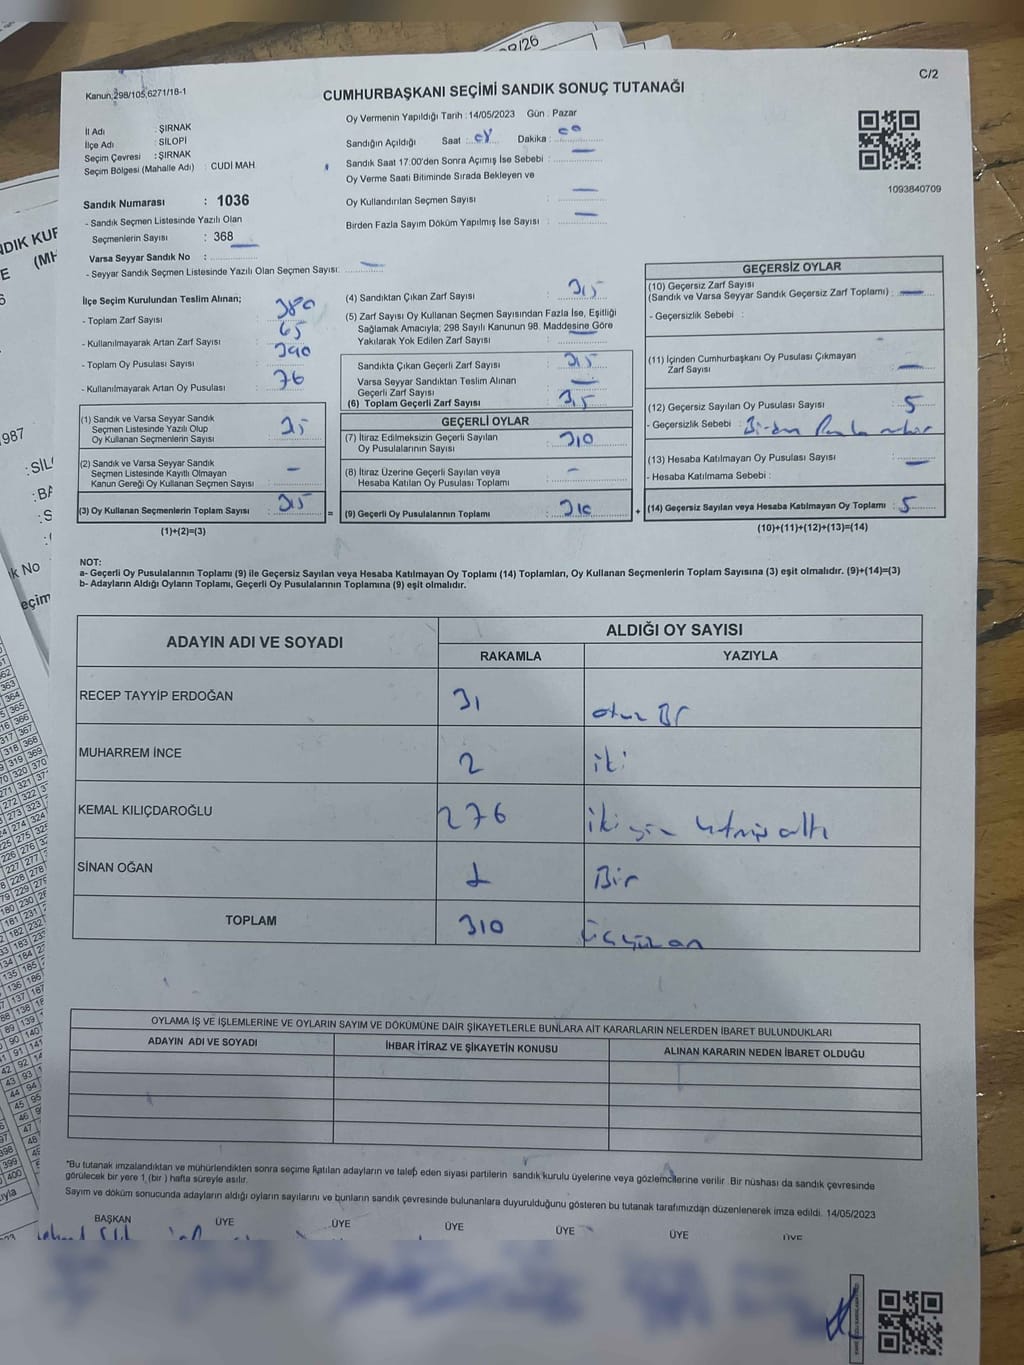 C/2
Kanun,298/105,6271/18-1
CUMHURBAŞKANI SEÇİMİ SANDIK SONUÇ TUTANAĞI
İl Adı : ŞIRNAK
İlçe Adı : SİLOPİ
Seçim Çevresi : ŞIRNAK
Seçim Bölgesi (Mahalle Adı) : CUDİ MAH
Oy Vermenin Yapıldığı Tarih : 14/05/2023 Gün : Pazar
Sandığın Açıldığı Saat : Dakika :
Sandık Saat 17.00'den Sonra Açımış İse Sebebi :
Oy Verme Saati Bitiminde Sırada Bekleyen ve
Oy Kullandırılan Seçmen Sayısı :
Birden Fazla Sayım Döküm Yapılmış İse Sayısı :
1093840709
Sandık Numarası : 1036
- Sandık Seçmen Listesinde Yazılı Olan
Seçmenlerin Sayısı : 368
Varsa Seyyar Sandık No :
- Seyyar Sandık Seçmen Listesinde Yazılı Olan Seçmen Sayısı:
İlçe Seçim Kurulundan Teslim Alınan;
- Toplam Zarf Sayısı : 380
- Kullanılmayarak Artan Zarf Sayısı : 65
- Toplam Oy Pusulası Sayısı : 390
- Kullanılmayarak Artan Oy Pusulası : 76
(1) Sandık ve Varsa Seyyar Sandık
Seçmen Listesinde Yazılı Olup
Oy Kullanan Seçmenlerin Sayısı : 315
(2) Sandık ve Varsa Seyyar Sandık
Seçmen Listesinde Kayıtlı Olmayan
Kanun Gereği Oy Kullanan Seçmen Sayısı : -
(3) Oy Kullanan Seçmenlerin Toplam Sayısı : 315 =
(1)+(2)=(3)
(4) Sandıktan Çıkan Zarf Sayısı : 315
(5) Zarf Sayısı Oy Kullanan Seçmen Sayısından Fazla İse, Eşitliği
Sağlamak Amacıyla; 298 Sayılı Kanunun 98. Maddesine Göre
Yakılarak Yok Edilen Zarf Sayısı :
Sandıkta Çıkan Geçerli Zarf Sayısı : 315
Varsa Seyyar Sandıktan Teslim Alınan
Geçerli Zarf Sayısı : -
(6) Toplam Geçerli Zarf Sayısı : 315
GEÇERLİ OYLAR
(7) İtiraz Edilmeksizin Geçerli Sayılan
Oy Pusulalarının Sayısı : 310
(8) İtiraz Üzerine Geçerli Sayılan veya
Hesaba Katılan Oy Pusulası Toplamı : -
(9) Geçerli Oy Pusulalarının Toplamı : 310 +
GEÇERSİZ OYLAR
(10) Geçersiz Zarf Sayısı
(Sandık ve Varsa Seyyar Sandık Geçersiz Zarf Toplamı) : -
- Geçersizlik Sebebi :
(11) İçinden Cumhurbaşkanı Oy Pusulası Çıkmayan
Zarf Sayısı : -
(12) Geçersiz Sayılan Oy Pusulası Sayısı : 5
- Geçersizlik Sebebi : Birden Fazla mühür
(13) Hesaba Katılmayan Oy Pusulası Sayısı : -
- Hesaba Katılmama Sebebi :
(14) Geçersiz Sayılan veya Hesaba Katılmayan Oy Toplamı : 5
(10)+(11)+(12)+(13)=(14)
NOT:
a- Geçerli Oy Pusulalarının Toplamı (9) ile Geçersiz Sayılan veya Hesaba Katılmayan Oy Toplamı (14) Toplamları, Oy Kullanan Seçmenlerin Toplam Sayısına (3) eşit olmalıdır. (9)+(14)=(3)
b- Adayların Aldığı Oyların Toplamı, Geçerli Oy Pusulalarının Toplamına (9) eşit olmalıdır.
ADAYIN ADI VE SOYADI
ALDIĞI OY SAYISI
RAKAMLA YAZIYLA
RECEP TAYYİP ERDOĞAN 31 otuz Bir
MUHARREM İNCE 2 iki
KEMAL KILIÇDAROĞLU 276 ikiyüz yetmiş altı
SİNAN OĞAN 1 Bir
TOPLAM 310 üçyüz on
OYLAMA İŞ VE İŞLEMLERİNE VE OYLARIN SAYIM VE DÖKÜMÜNE DAİR ŞİKAYETLERLE BUNLARA AİT KARARLARIN NELERDEN İBARET BULUNDUKLARI
ADAYIN ADI VE SOYADI İHBAR İTİRAZ VE ŞİKAYETİN KONUSU ALINAN KARARIN NEDEN İBARET OLDUĞU
*Bu tutanak imzalandıktan ve mühürlendikten sonra seçime katılan adayların ve talep eden siyasi partilerin sandık kurulu üyelerine veya gözlemcilerine verilir. Bir nüshası da sandık çevresinde
görülecek bir yere 1 (bir) hafta süreyle asılır.
Sayım ve döküm sonucunda adayların aldığı oyların sayılarını ve bunların sandık çevresinde bulunanlara duyurulduğunu gösteren bu tutanak tarafımızdan düzenlenerek imza edildi. 14/05/2023
BAŞKAN ÜYE ÜYE ÜYE ÜYE ÜYE ÜYE